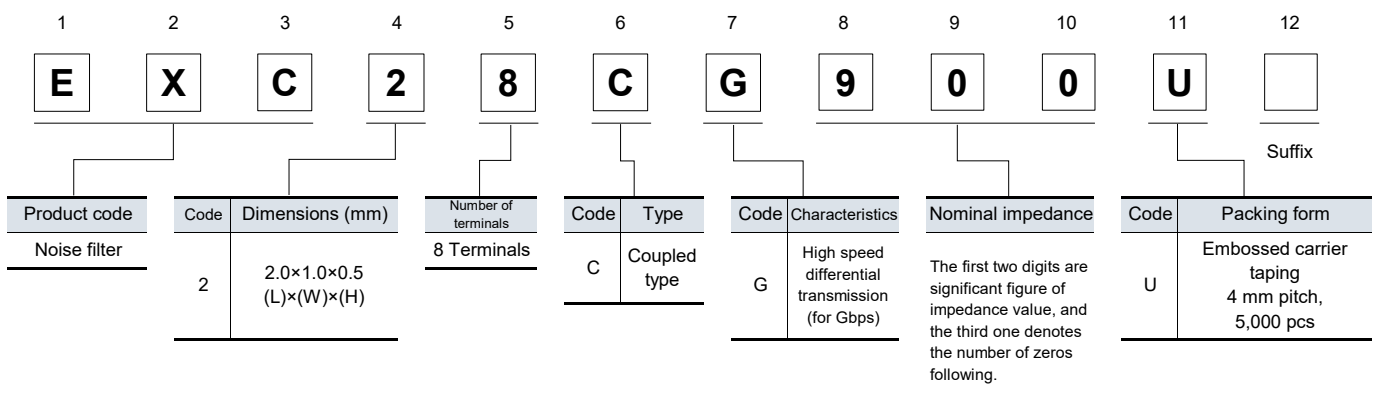 1 2 3 4 5 6 7 8 9 10 11 12
E X C 2 8 C G 9 0 0 U
Suffix
Product code
Noise filter
Code Dimensions (mm)
2 2.0×1.0×0.5
(L)×(W)×(H)
Number of
terminals
8 Terminals
Code Type
C Coupled
type
Code Characteristics
G High speed
differential
transmission
(for Gbps)
Nominal impedance
The first two digits are
significant figure of
impedance value, and
the third one denotes
the number of zeros
following.
Code Packing form
U Embossed carrier
taping
4 mm pitch,
5,000 pcs